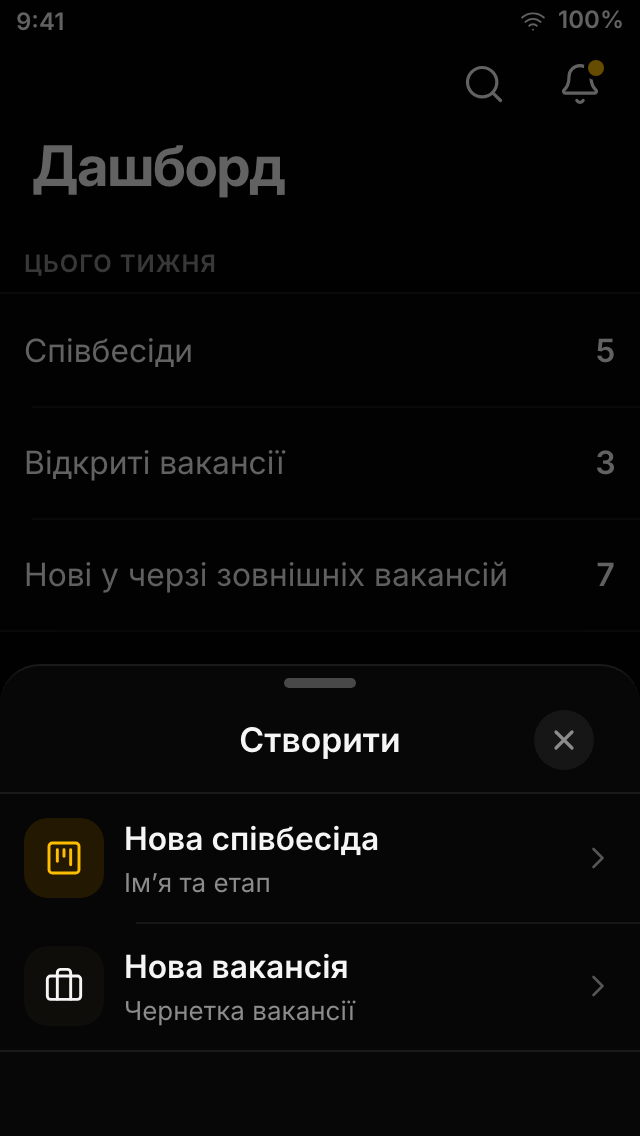 9:41
100%
Дашборд
ЦЬОГО ТИЖНЯ
Співбесіди 5
Відкриті вакансії 3
Нові у черзі зовнішніх вакансій 7
Створити
Нова співбесіда
Ім’я та етап
Нова вакансія
Чернетка вакансії